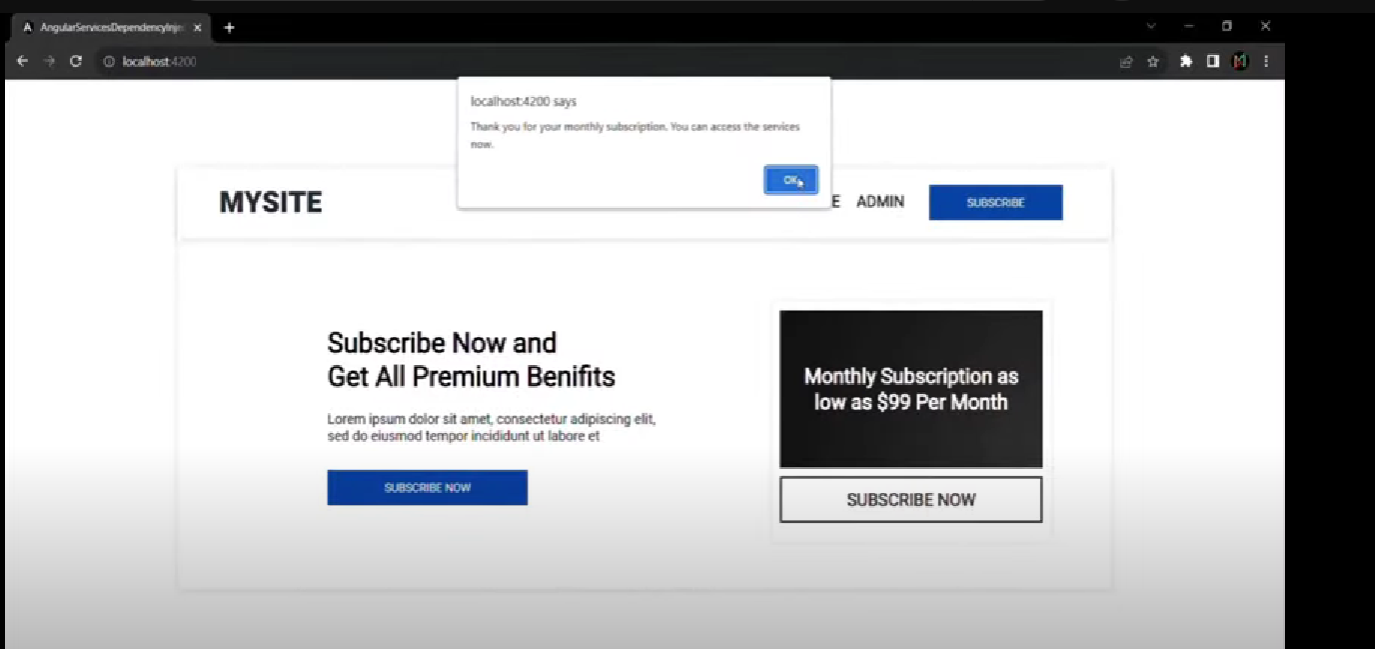 AngularServicesDependencyInje
localhost:4200
localhost:4200 says
Thank you for your monthly subscription. You can access the services
now.
OK
MYSITE
E ADMIN SUBSCRIBE
Subscribe Now and
Get All Premium Benifits
Lorem ipsum dolor sit amet, consectetur adipiscing elit,
sed do eiusmod tempor incididunt ut labore et
SUBSCRIBE NOW
Monthly Subscription as
low as $99 Per Month
SUBSCRIBE NOW